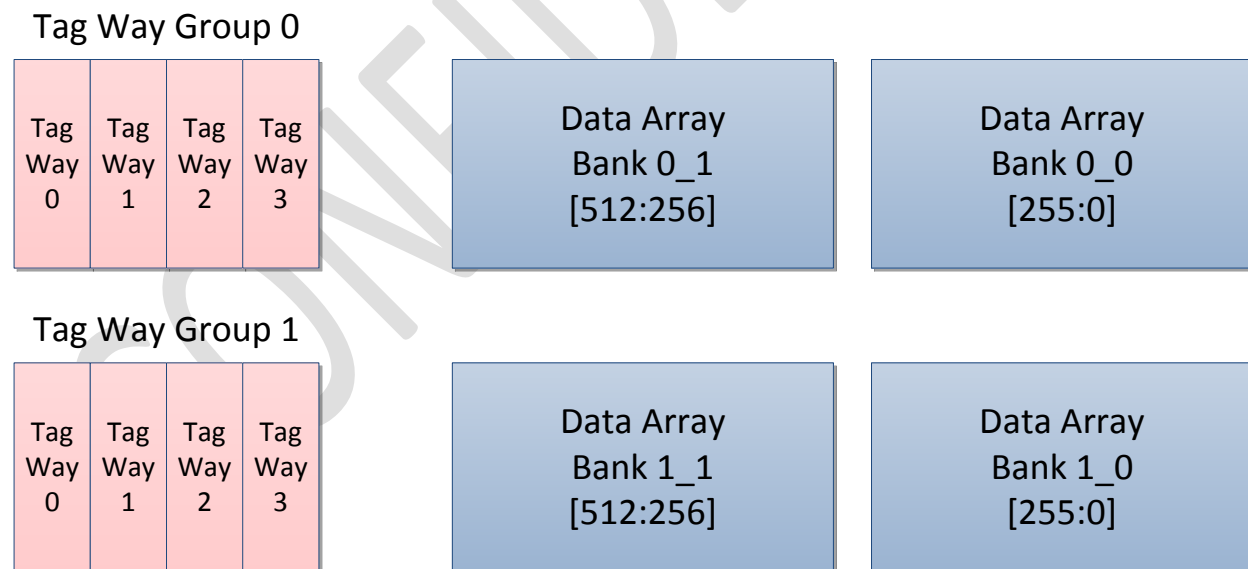 Tag Way Group 0
Tag
Way
0
Tag
Way
1
Tag
Way
2
Tag
Way
3
Data Array
Bank 0_1
[512:256]
Data Array
Bank 0_0
[255:0]
Tag Way Group 1
Tag
Way
0
Tag
Way
1
Tag
Way
2
Tag
Way
3
Data Array
Bank 1_1
[512:256]
Data Array
Bank 1_0
[255:0]